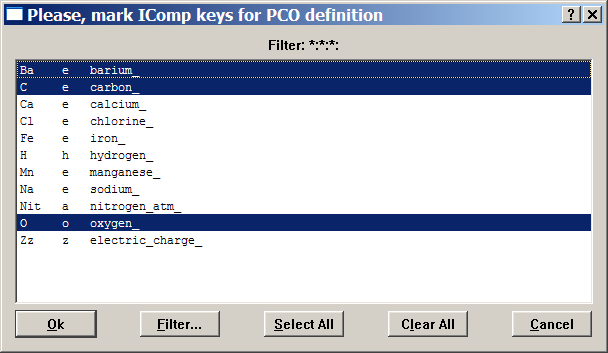 Please, mark IComp keys for PCO definition
Filter: *:*:*:
Ba e barium_
C e carbon_
Ca e calcium_
Cl e chlorine_
Fe e iron_
H h hydrogen_
Mn e manganese_
Na e sodium_
Nit a nitrogen_atm_
O o oxygen_
Zz z electric_charge_
Ok Filter... Select All Clear All Cancel